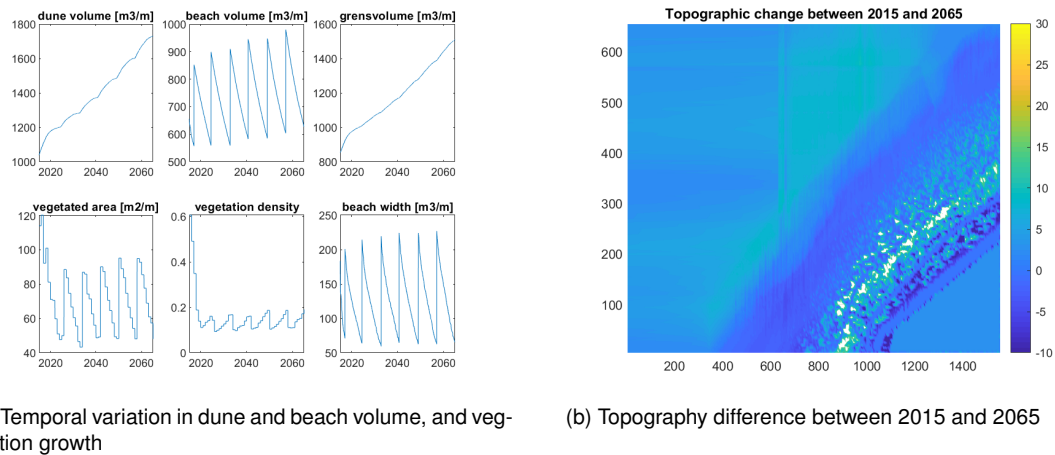 dune volume [m3/m]
1800
1600
1400
1200
1000
2020 2040 2060
beach volume [m3/m]
1000
900
800
700
600
500
2020 2040 2060
grensvolume [m3/m]
1600
1400
1200
1000
800
2020 2040 2060
vegetated area [m2/m]
120
100
80
60
40
2020 2040 2060
vegetation density
0.6
0.4
0.2
0
2020 2040 2060
beach width [m3/m]
250
200
150
100
50
2020 2040 2060
Topographic change between 2015 and 2065
600
500
400
300
200
100
200 400 600 800 1000 1200 1400
30
25
20
15
10
5
0
-5
-10
Temporal variation in dune and beach volume, and veg-
tion growth
(b) Topography difference between 2015 and 2065